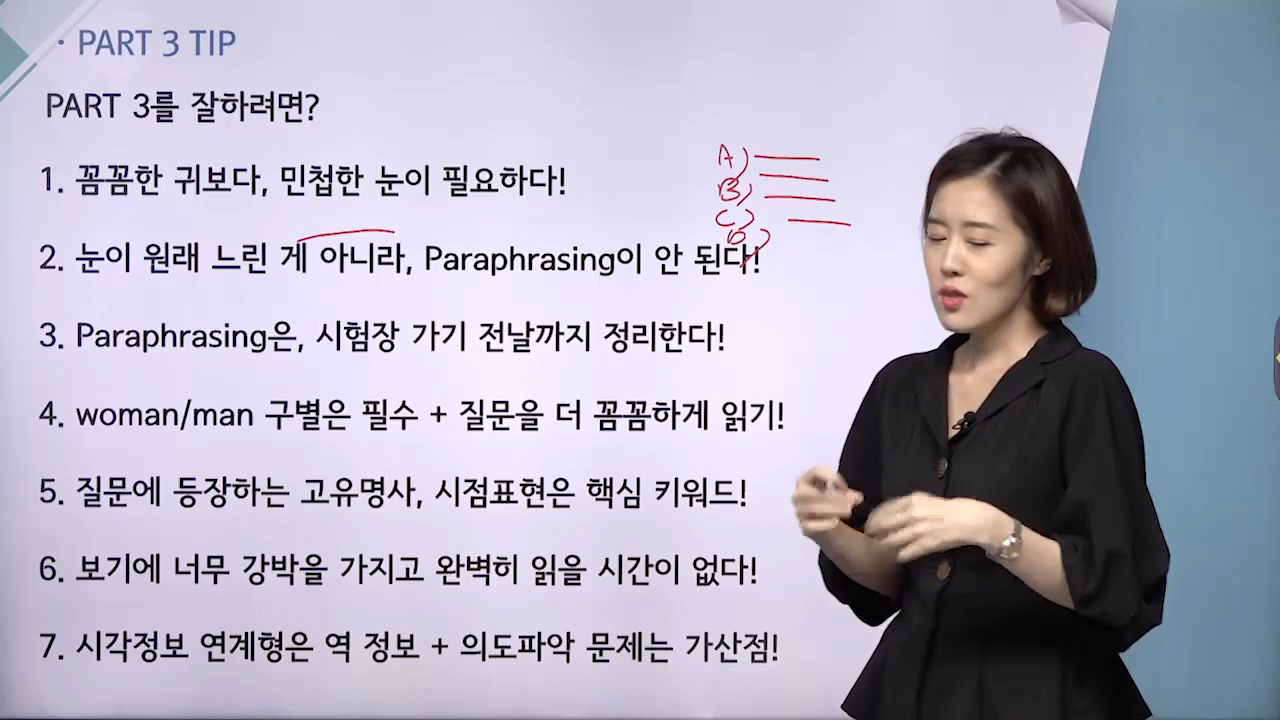 · PART 3 TIP
PART 3를 잘하려면?
1. 꼼꼼한 귀보다, 민첩한 눈이 필요하다!
A)
B)
C)
D)
2. 눈이 원래 느린 게 아니라, Paraphrasing이 안 된다!
3. Paraphrasing은, 시험장 가기 전날까지 정리한다!
4. woman/man 구별은 필수 + 질문을 더 꼼꼼하게 읽기!
5. 질문에 등장하는 고유명사, 시점표현은 핵심 키워드!
6. 보기에 너무 강박을 가지고 완벽히 읽을 시간이 없다!
7. 시각정보 연계형은 역 정보 + 의도파악 문제는 가산점!